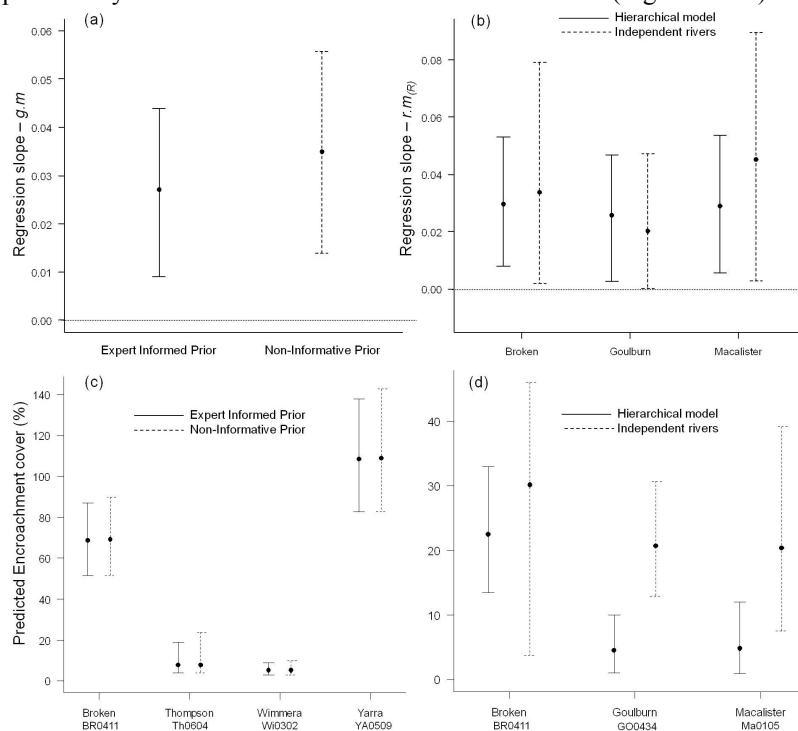 (a)
Regression slope – g.m
0.06
0.05
0.04
0.03
0.02
0.01
0.00
Expert Informed Prior
Non-Informative Prior
(b)
Hierarchical model
Independent rivers
Regression slope – r.m(R)
0.08
0.06
0.04
0.02
0.00
Broken
Goulburn
Macalister
(c)
Expert Informed Prior
Non-Informative Prior
Predicted Encroachment cover (%)
140
120
100
80
60
40
20
0
Broken
BR0411
Thompson
Th0604
Wimmera
Wi0302
Yarra
YA0509
(d)
Hierarchical model
Independent rivers
40
30
20
10
0
Broken
BR0411
Goulburn
GO0434
Macalister
Ma0105